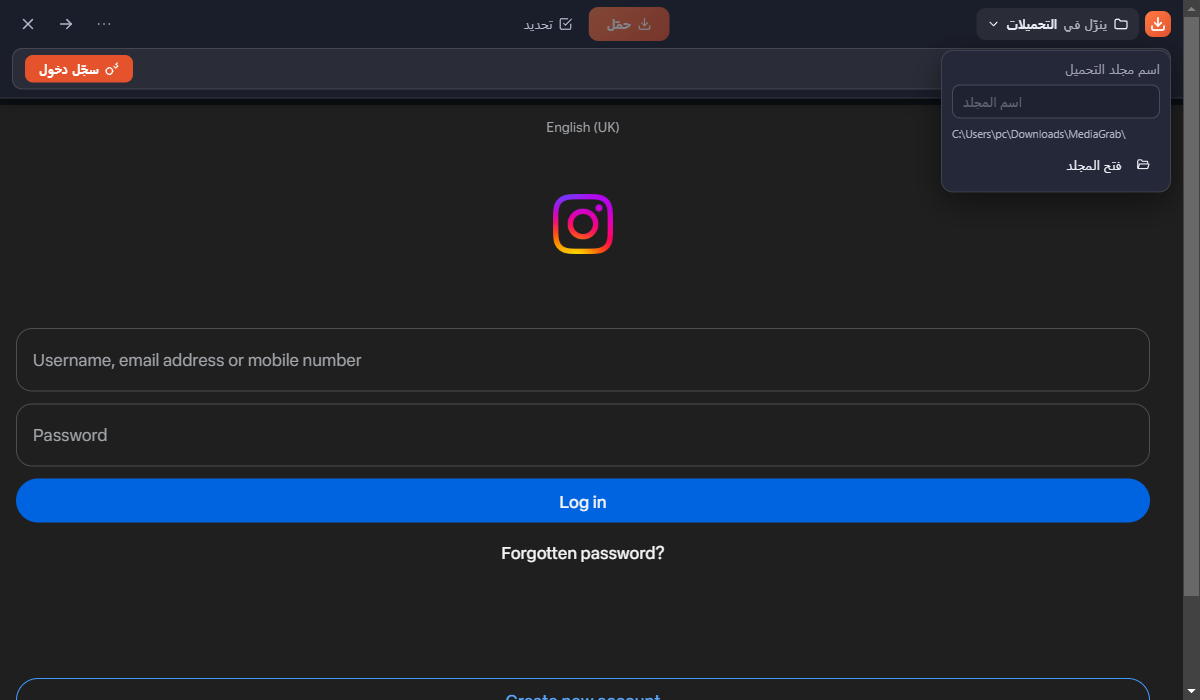 ينزّل في التحميلات
حمّل
تحديد
...
اسم مجلد التحميل
اسم المجلد
C:\Users\pc\Downloads\MediaGrab\
فتح المجلد
سجّل دخول
English (UK)
Username, email address or mobile number
Password
Log in
Forgotten password?
Create new account